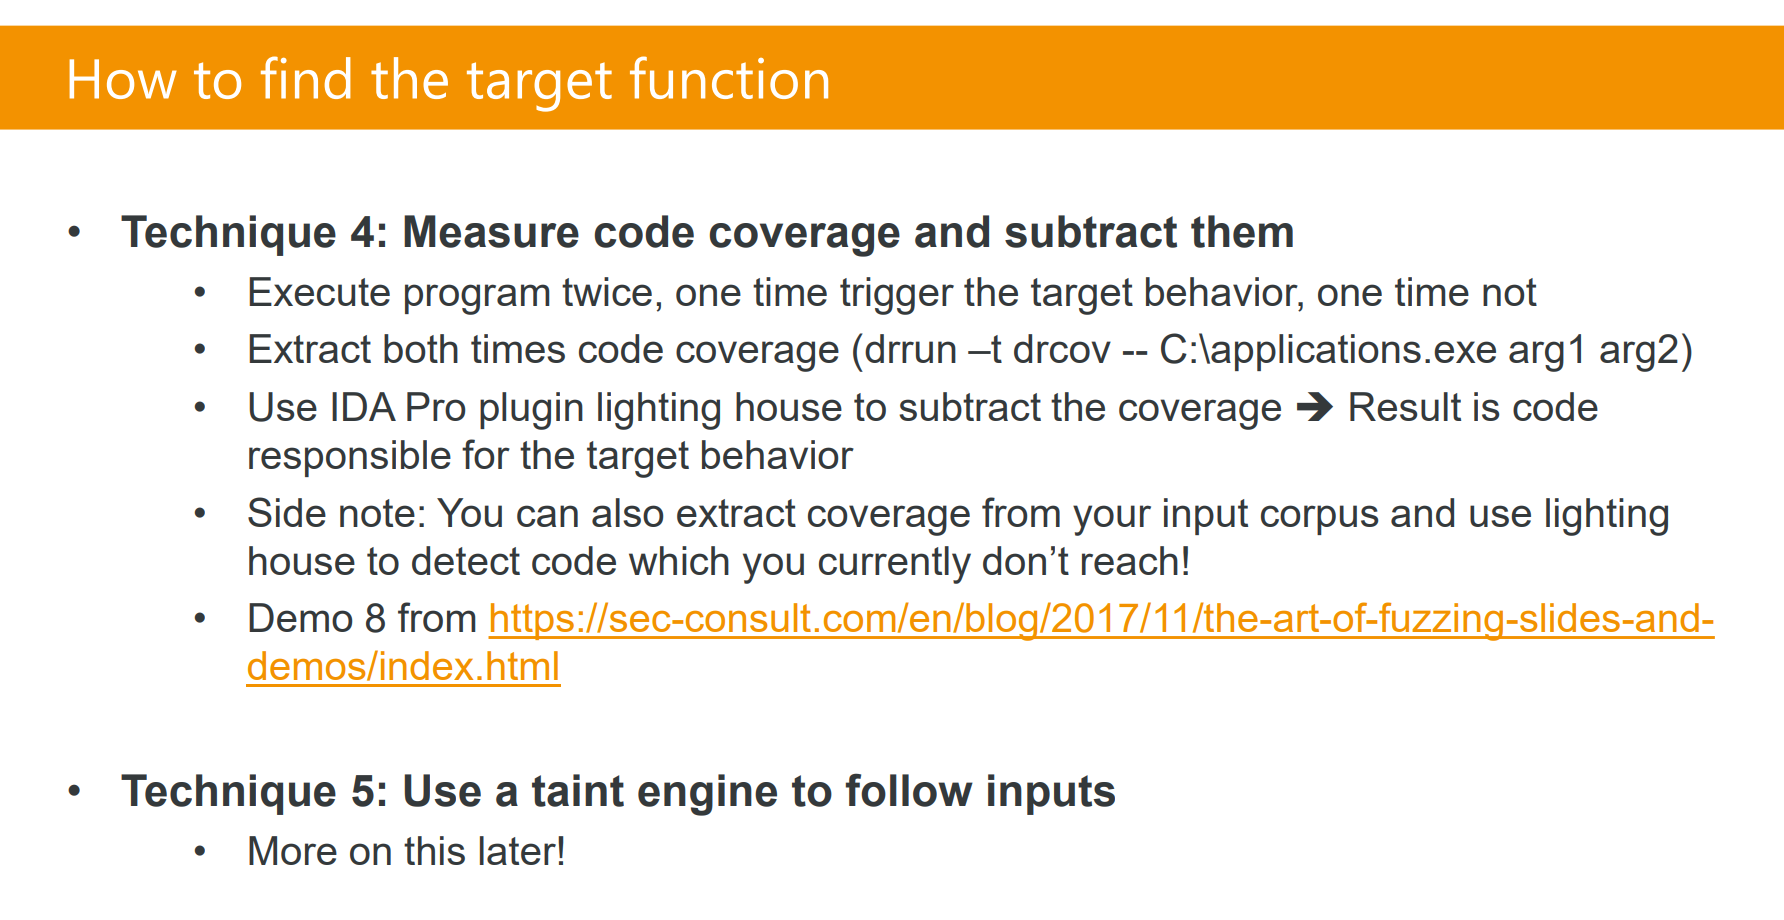 How to find the target function
• Technique 4: Measure code coverage and subtract them
• Execute program twice, one time trigger the target behavior, one time not
• Extract both times code coverage (drrun –t drcov -- C:\applications.exe arg1 arg2)
• Use IDA Pro plugin lighting house to subtract the coverage ➔ Result is code
responsible for the target behavior
• Side note: You can also extract coverage from your input corpus and use lighting
house to detect code which you currently don’t reach!
• Demo 8 from https://sec-consult.com/en/blog/2017/11/the-art-of-fuzzing-slides-and-
demos/index.html
• Technique 5: Use a taint engine to follow inputs
• More on this later!